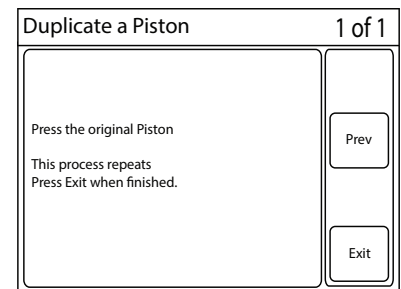 Duplicate a Piston 1 of 1
Press the original Piston
This process repeats
Press Exit when finished.
Prev
Exit